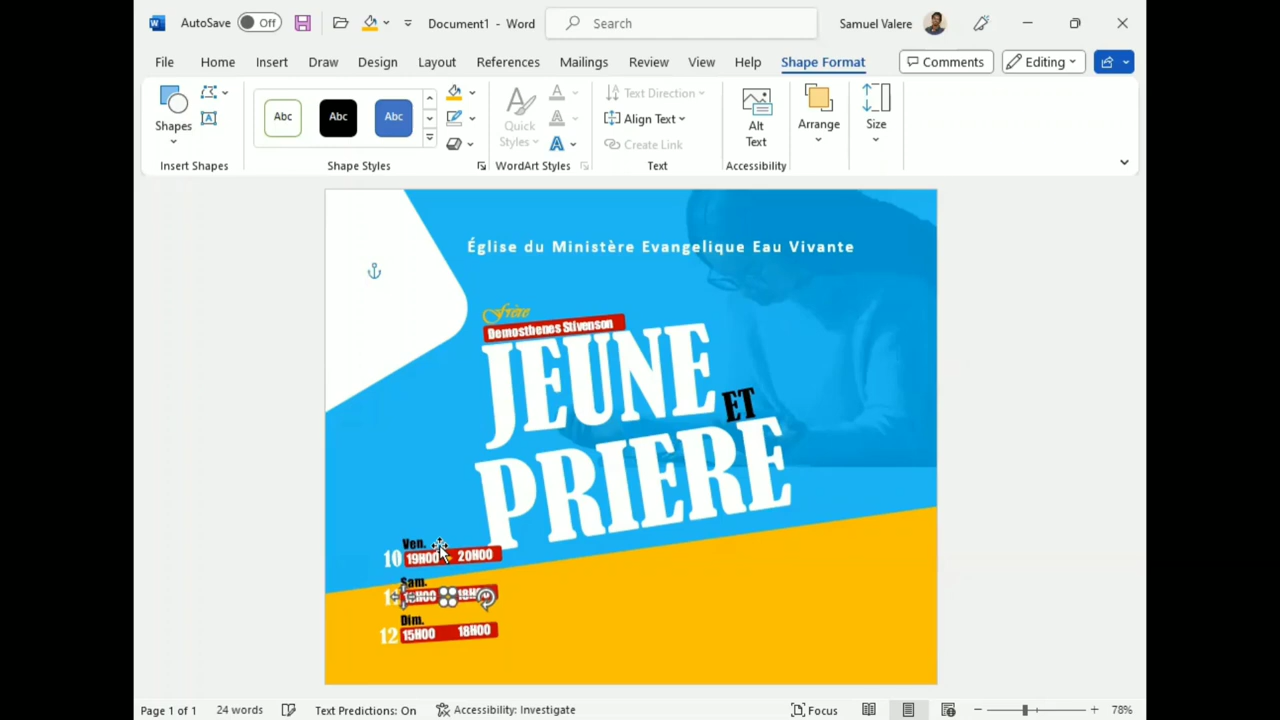 AutoSave Off Document1 - Word Search Samuel Valere
File Home Insert Draw Design Layout References Mailings Review View Help Shape Format Comments Editing
Shapes Abc Abc Abc Quick Styles Text Direction Align Text Create Link Alt Text Arrange Size
Insert Shapes Shape Styles WordArt Styles Text Accessibility
Église du Ministère Evangelique Eau Vivante
Frère
Demosthenes Stivenson
JEUNE
ET
PRIERE
Ven.
10 19H00 20H00
Sam.
Dim.
12 15H00 18H00
Page 1 of 1 24 words Text Predictions: On Accessibility: Investigate Focus 78%